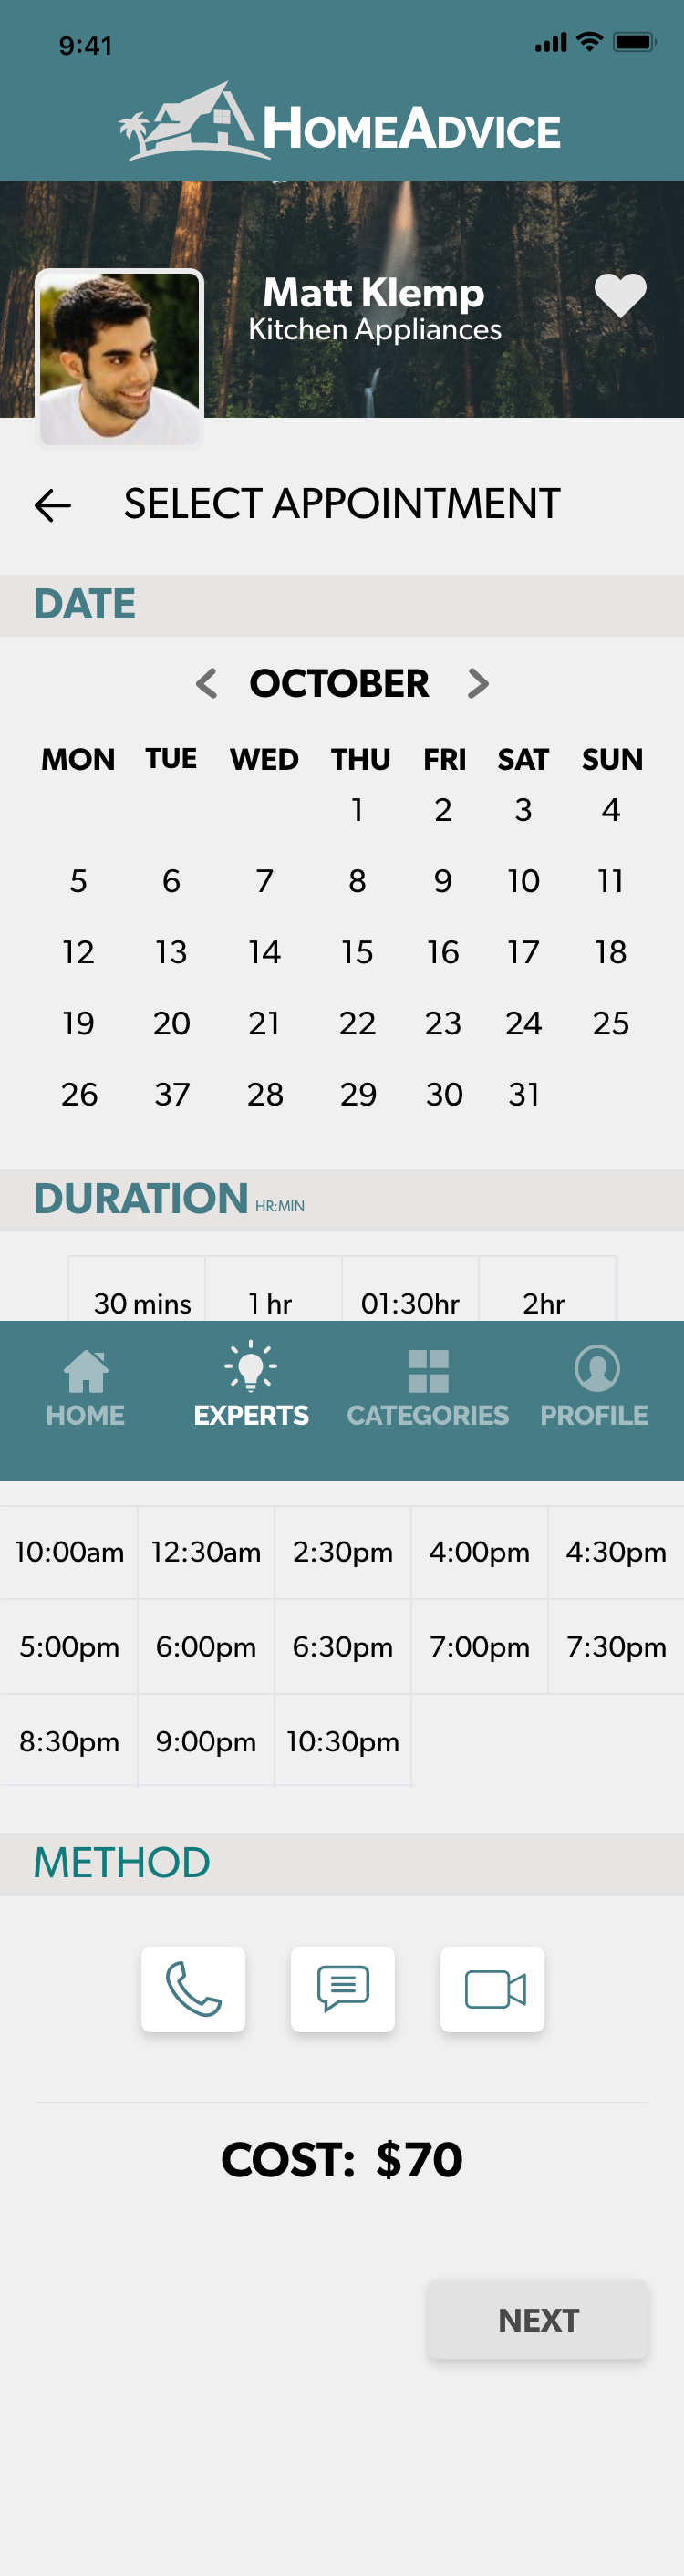 9:41
HOMEADVICE
Matt Klemp
Kitchen Appliances
SELECT APPOINTMENT
DATE
< OCTOBER >
MON TUE WED THU FRI SAT SUN
1 2 3 4
5 6 7 8 9 10 11
12 13 14 15 16 17 18
19 20 21 22 23 24 25
26 37 28 29 30 31
DURATION HR:MIN
30 mins 1 hr 01:30hr 2hr
HOME EXPERTS CATEGORIES PROFILE
10:00am 12:30am 2:30pm 4:00pm 4:30pm
5:00pm 6:00pm 6:30pm 7:00pm 7:30pm
8:30pm 9:00pm 10:30pm
METHOD
COST: $70
NEXT